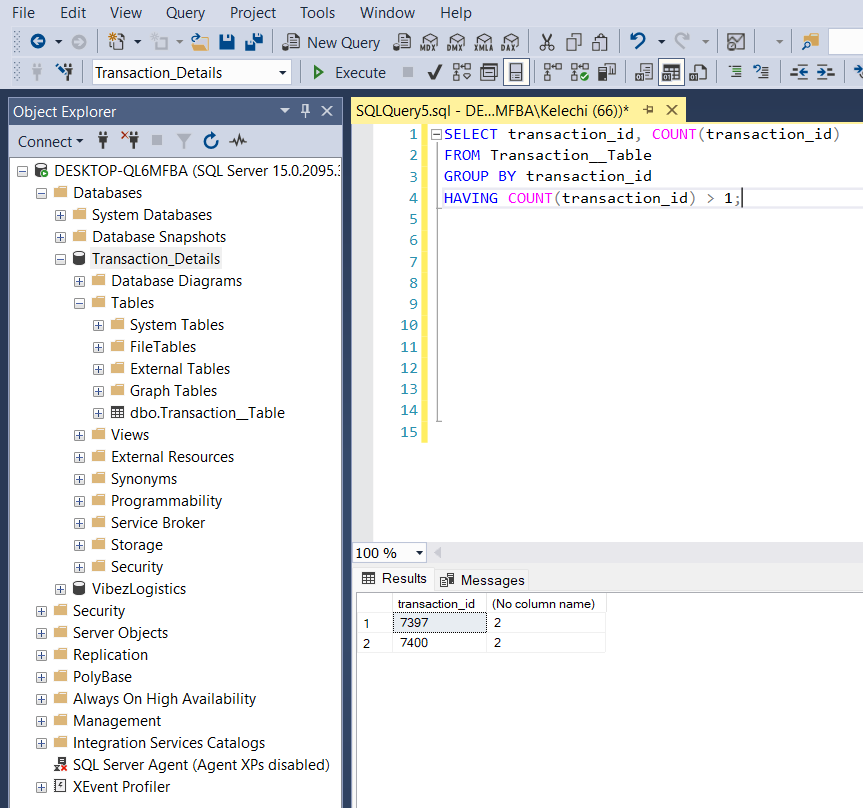 File Edit View Query Project Tools Window Help
New Query MDX DMX XMLA DAX
Transaction_Details Execute
Object Explorer
Connect
DESKTOP-QL6MFBA (SQL Server 15.0.2095.3
Databases
System Databases
Database Snapshots
Transaction_Details
Database Diagrams
Tables
System Tables
FileTables
External Tables
Graph Tables
dbo.Transaction__Table
Views
External Resources
Synonyms
Programmability
Service Broker
Storage
Security
VibezLogistics
Security
Server Objects
Replication
PolyBase
Always On High Availability
Management
Integration Services Catalogs
SQL Server Agent (Agent XPs disabled)
XEvent Profiler
SQLQuery5.sql - DE...MFBA\Kelechi (66))*
1 SELECT transaction_id, COUNT(transaction_id)
2 FROM Transaction__Table
3 GROUP BY transaction_id
4 HAVING COUNT(transaction_id) > 1;
5
6
7
8
9
10
11
12
13
14
15
100 %
Results Messages
transaction_id (No column name)
1 7397 2
2 7400 2